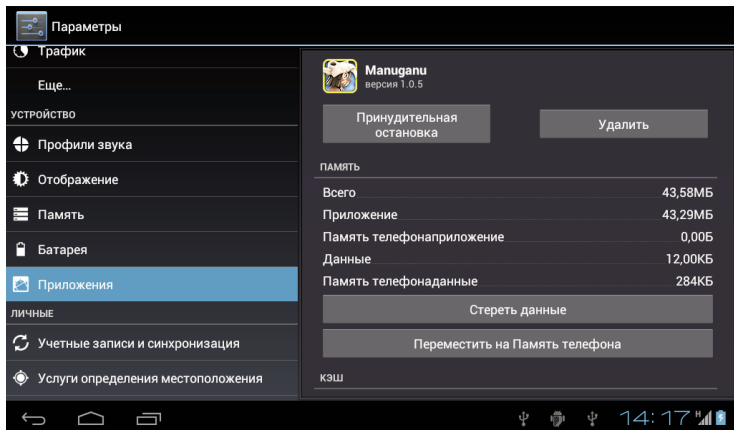 Параметры
Трафик
Еще...
УСТРОЙСТВО
Профили звука
Отображение
Память
Батарея
Приложения
ЛИЧНЫЕ
Учетные записи и синхронизация
Услуги определения местоположения
Manuganu
версия 1.0.5
Принудительная
остановка
Удалить
ПАМЯТЬ
Всего 43,58МБ
Приложение 43,29МБ
Память телефонаприложение 0,00Б
Данные 12,00КБ
Память телефонаданные 284КБ
Стереть данные
Переместить на Память телефона
КЭШ
14:17 H